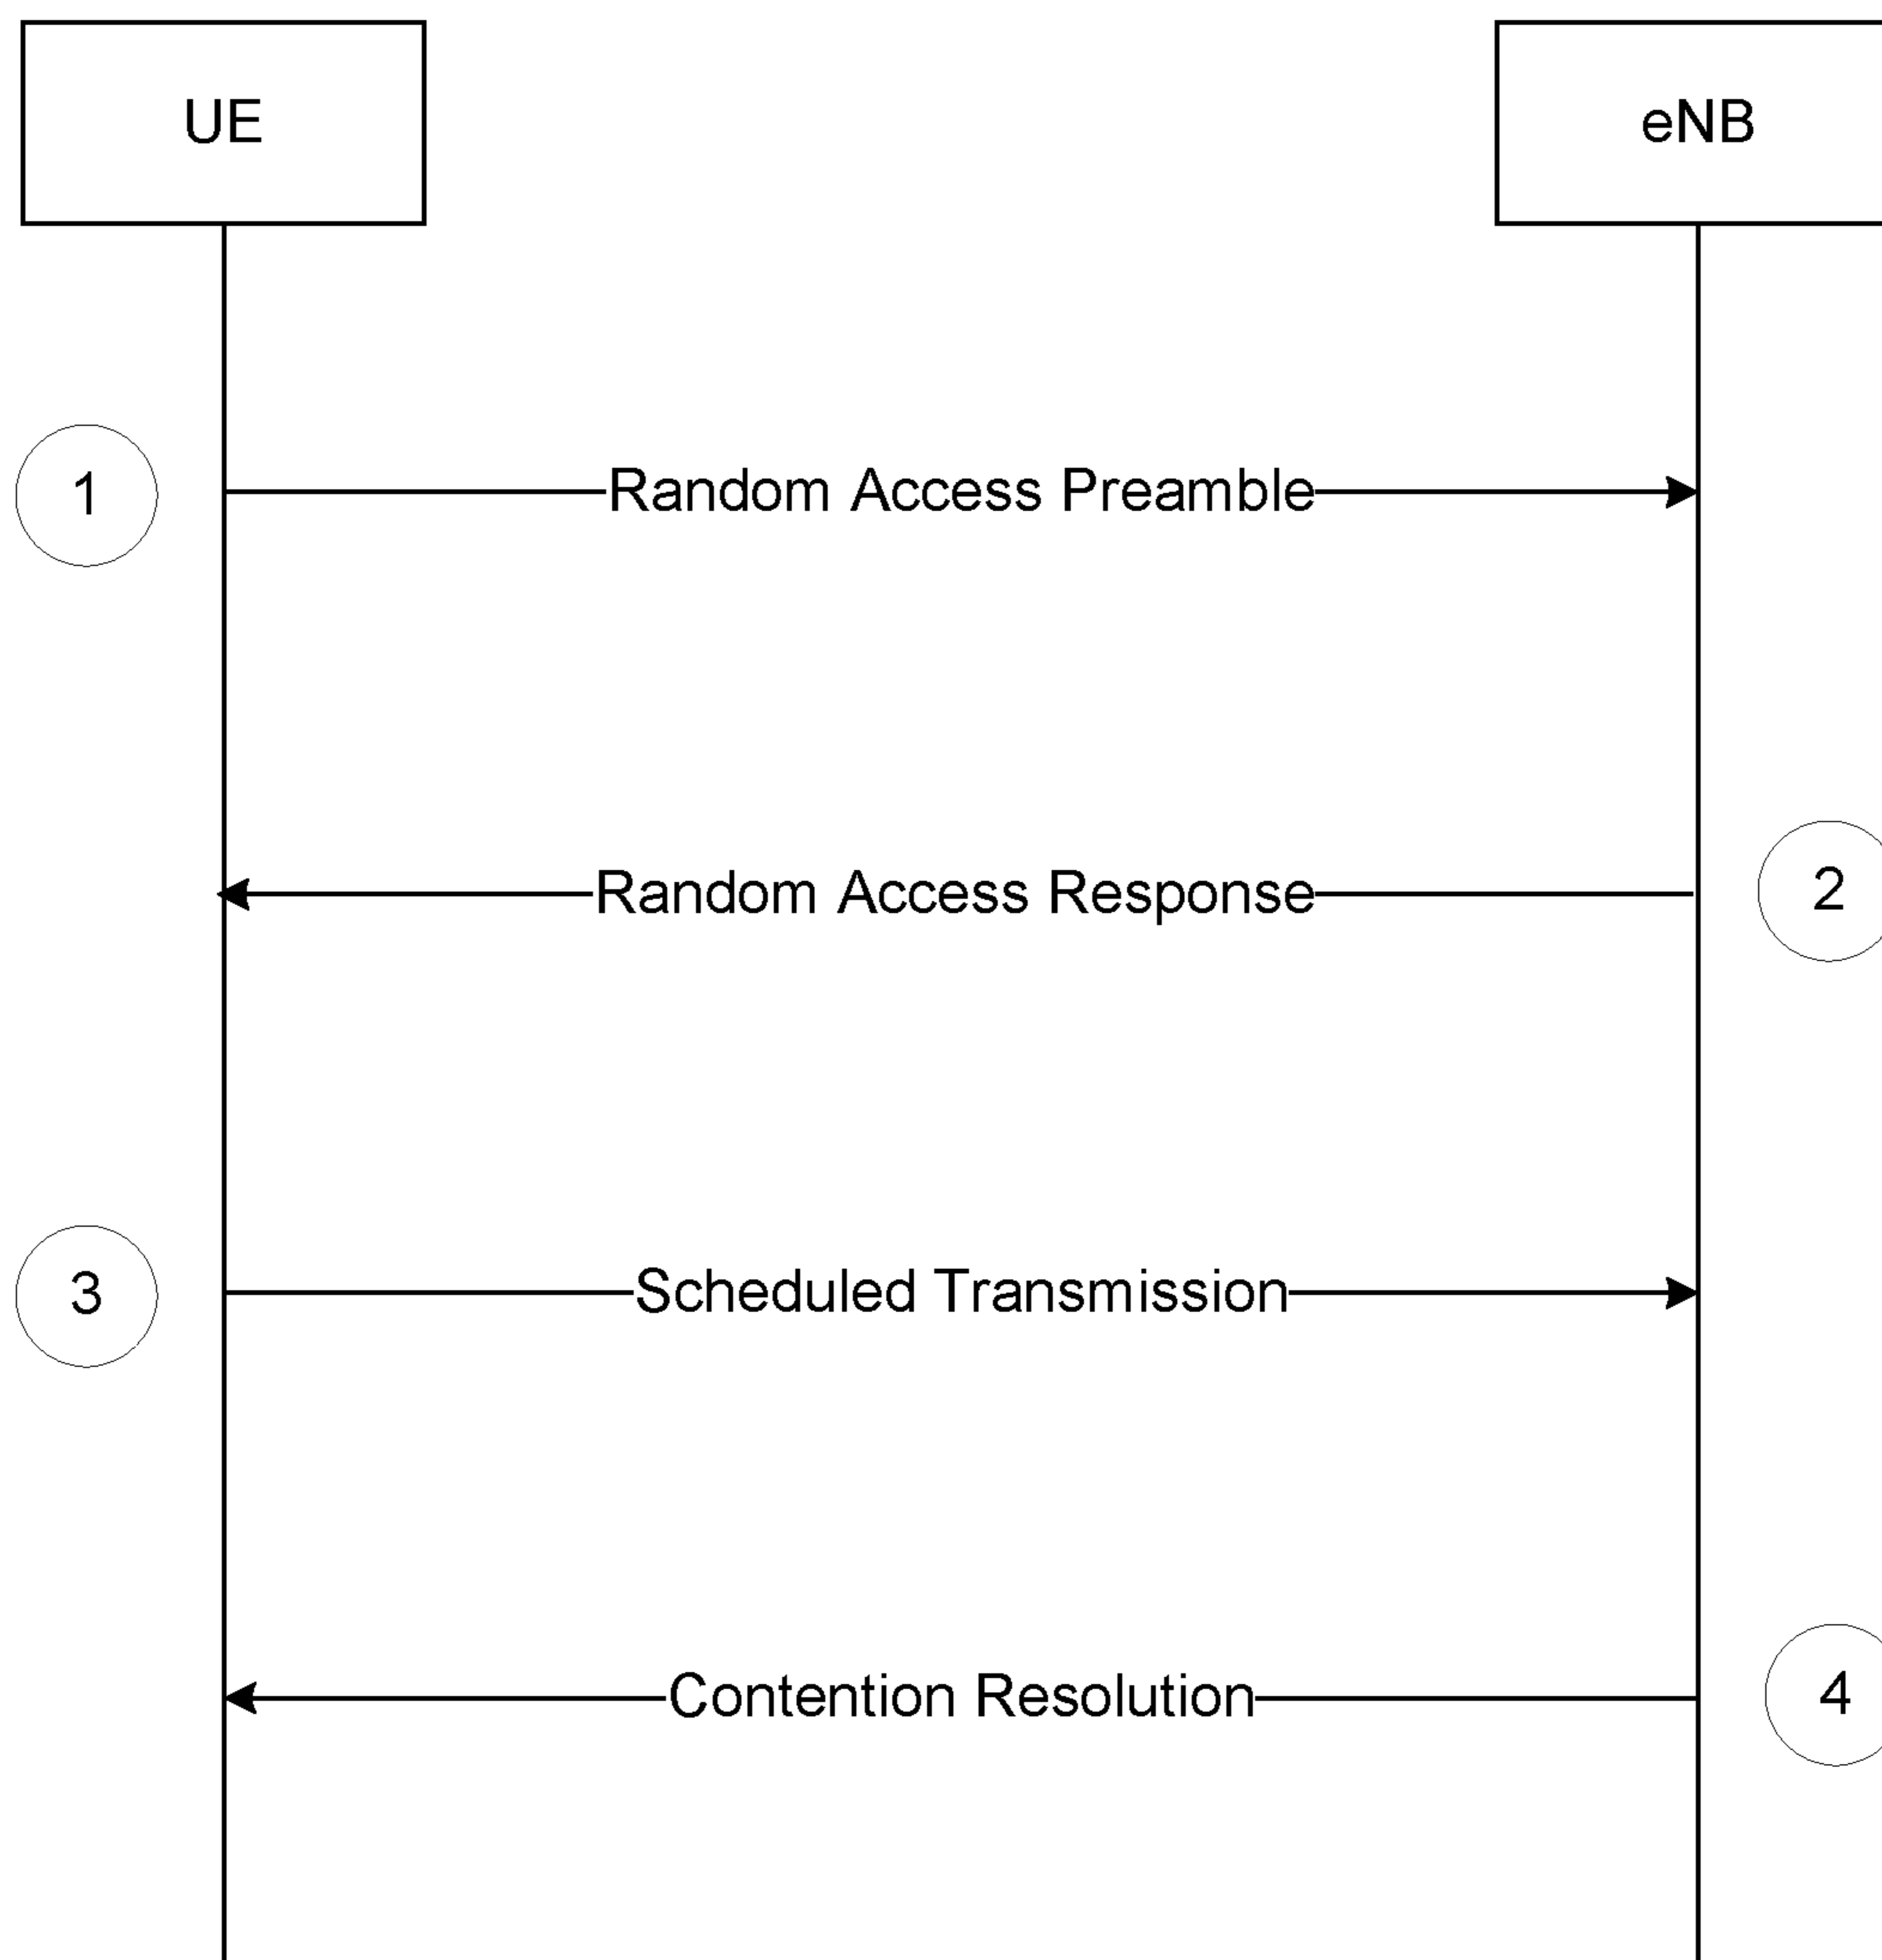 UE
eNB
1
Random Access Preamble
Random Access Response
2
3
Scheduled Transmission
Contention Resolution
4